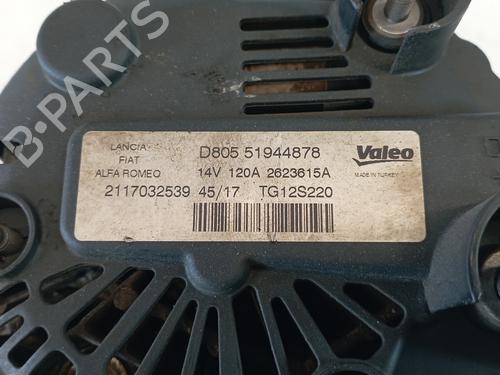 B-PARTS
LANCIA
FIAT
ALFA ROMEO
D805 51944878
14V 120A 2623615A
2117032539 45/17 TG12S220
Valeo
MADE IN TURKEY